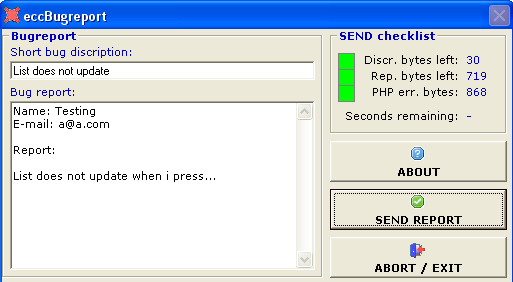 eccBugreport
Bugreport
Short bug discription:
List does not update
Bug report:
Name: Testing
E-mail: a@a.com
Report:
List does not update when i press...
SEND checklist
Discr. bytes left: 30
Rep. bytes left: 719
PHP err. bytes: 868
Seconds remaining: -
ABOUT
SEND REPORT
ABORT / EXIT